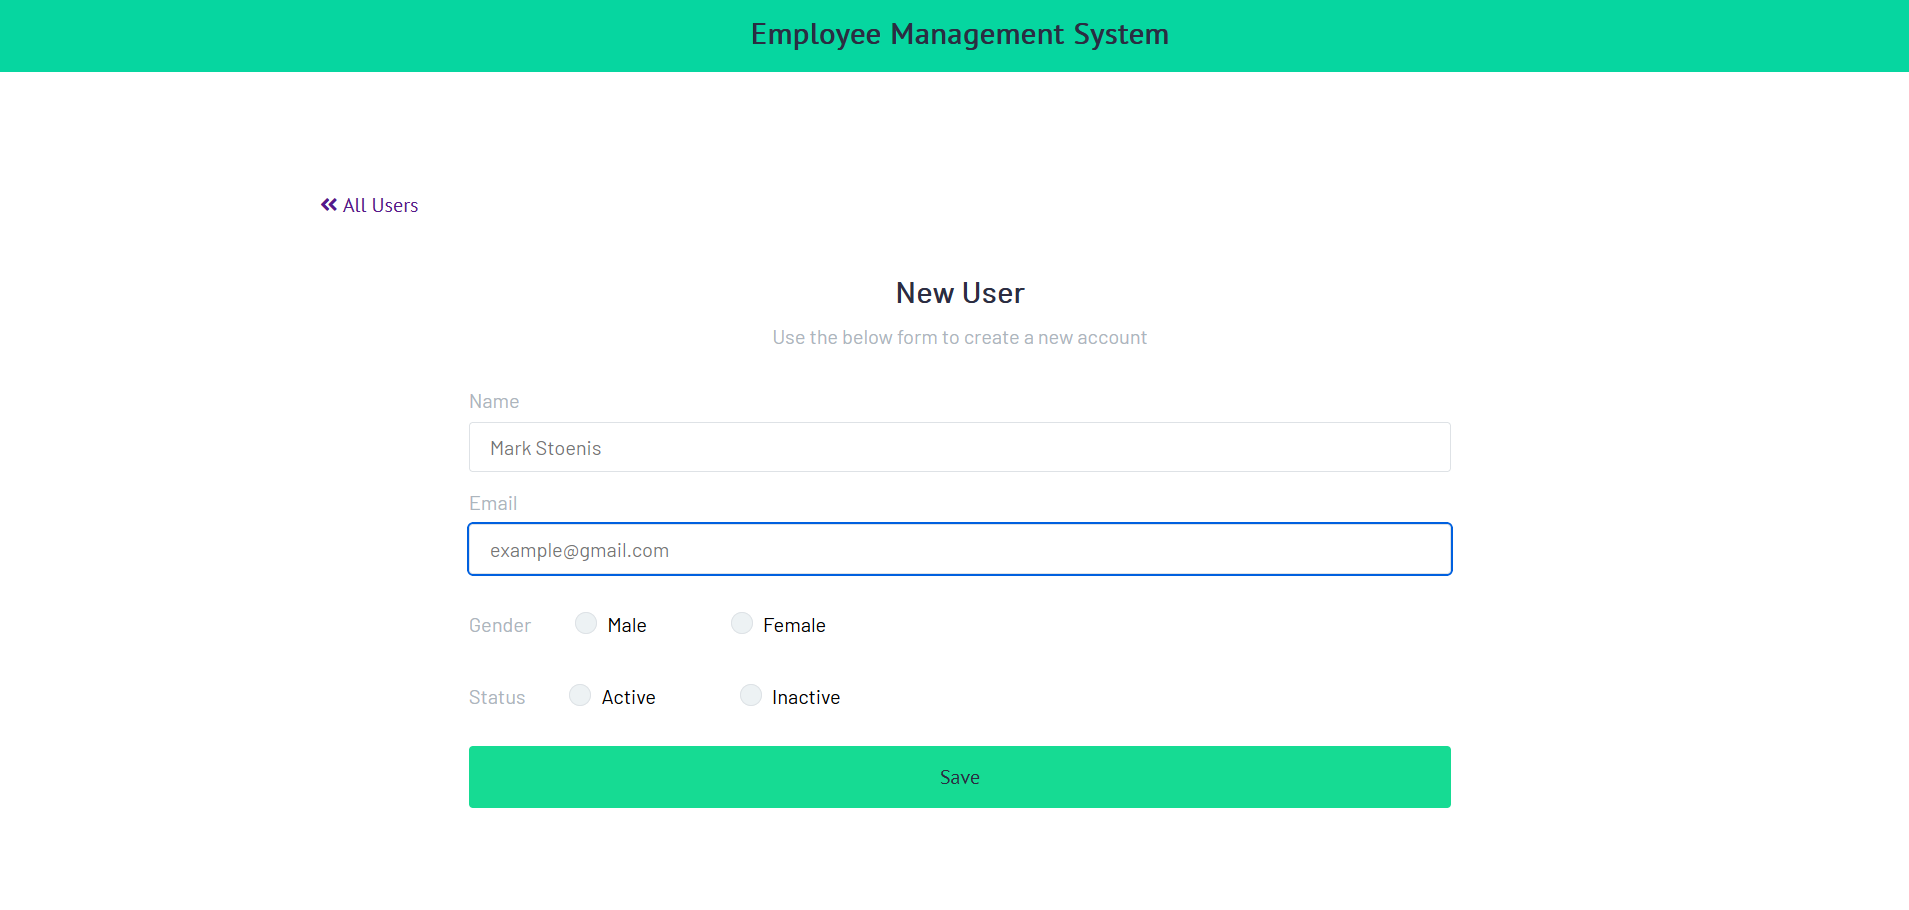 Employee Management System
All Users
New User
Use the below form to create a new account
Name
Mark Stoenis
Email
example@gmail.com
Gender Male Female
Status Active Inactive
Save